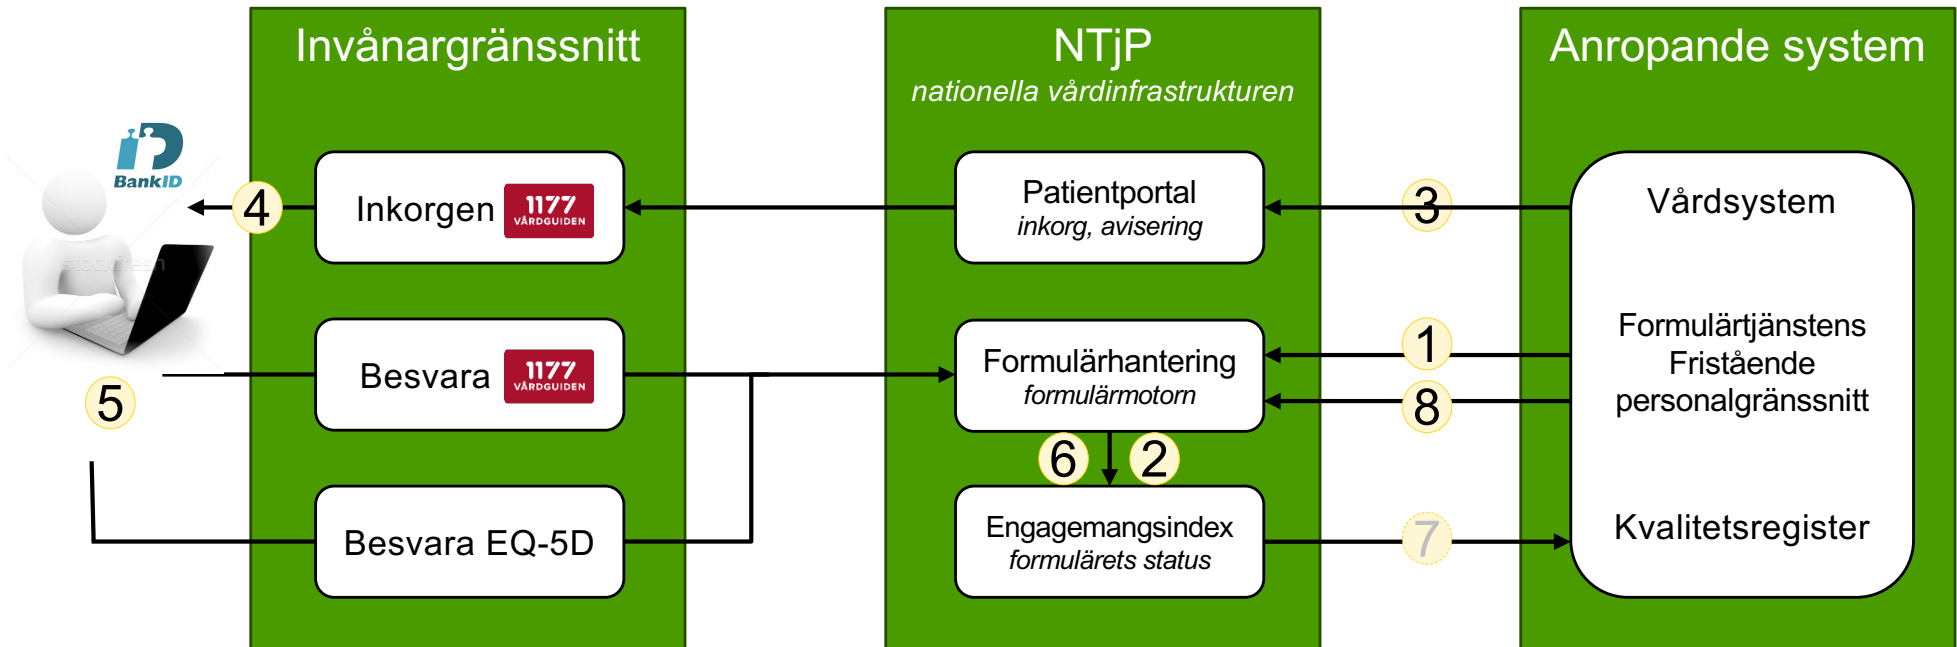 Invånargränssnitt
NTjP
nationella vårdinfrastrukturen
Anropande system
BankID
4
Inkorgen
1177
VÅRDGUIDEN
Patientportal
inkorg, avisering
3
Vårdsystem
5
Besvara
1177
VÅRDGUIDEN
Formulärhantering
formulärmotorn
1
8
Formulärtjänstens
Fristående
personalgränssnitt
6
2
Besvara EQ-5D
Engagemangsindex
formulärets status
7
Kvalitetsregister